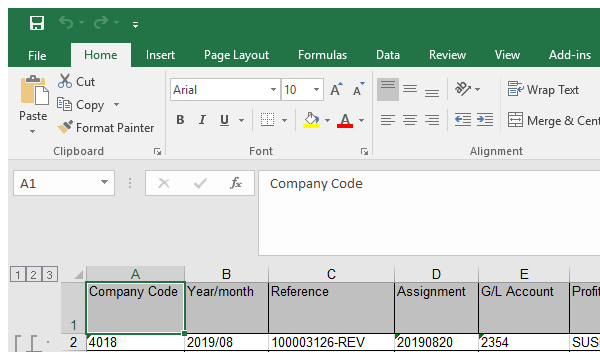 File Home Insert Page Layout Formulas Data Review View Add-ins
Cut
Copy
Format Painter
Paste
Clipboard
Arial 10 A A
B I U A
Font
Wrap Text
Merge & Cent
Alignment
A1 fx Company Code
1 2 3
A B C D E
1 Company Code Year/month Reference Assignment G/L Account Profit
2 4018 2019/08 100003126-REV 20190820 2354 SUS